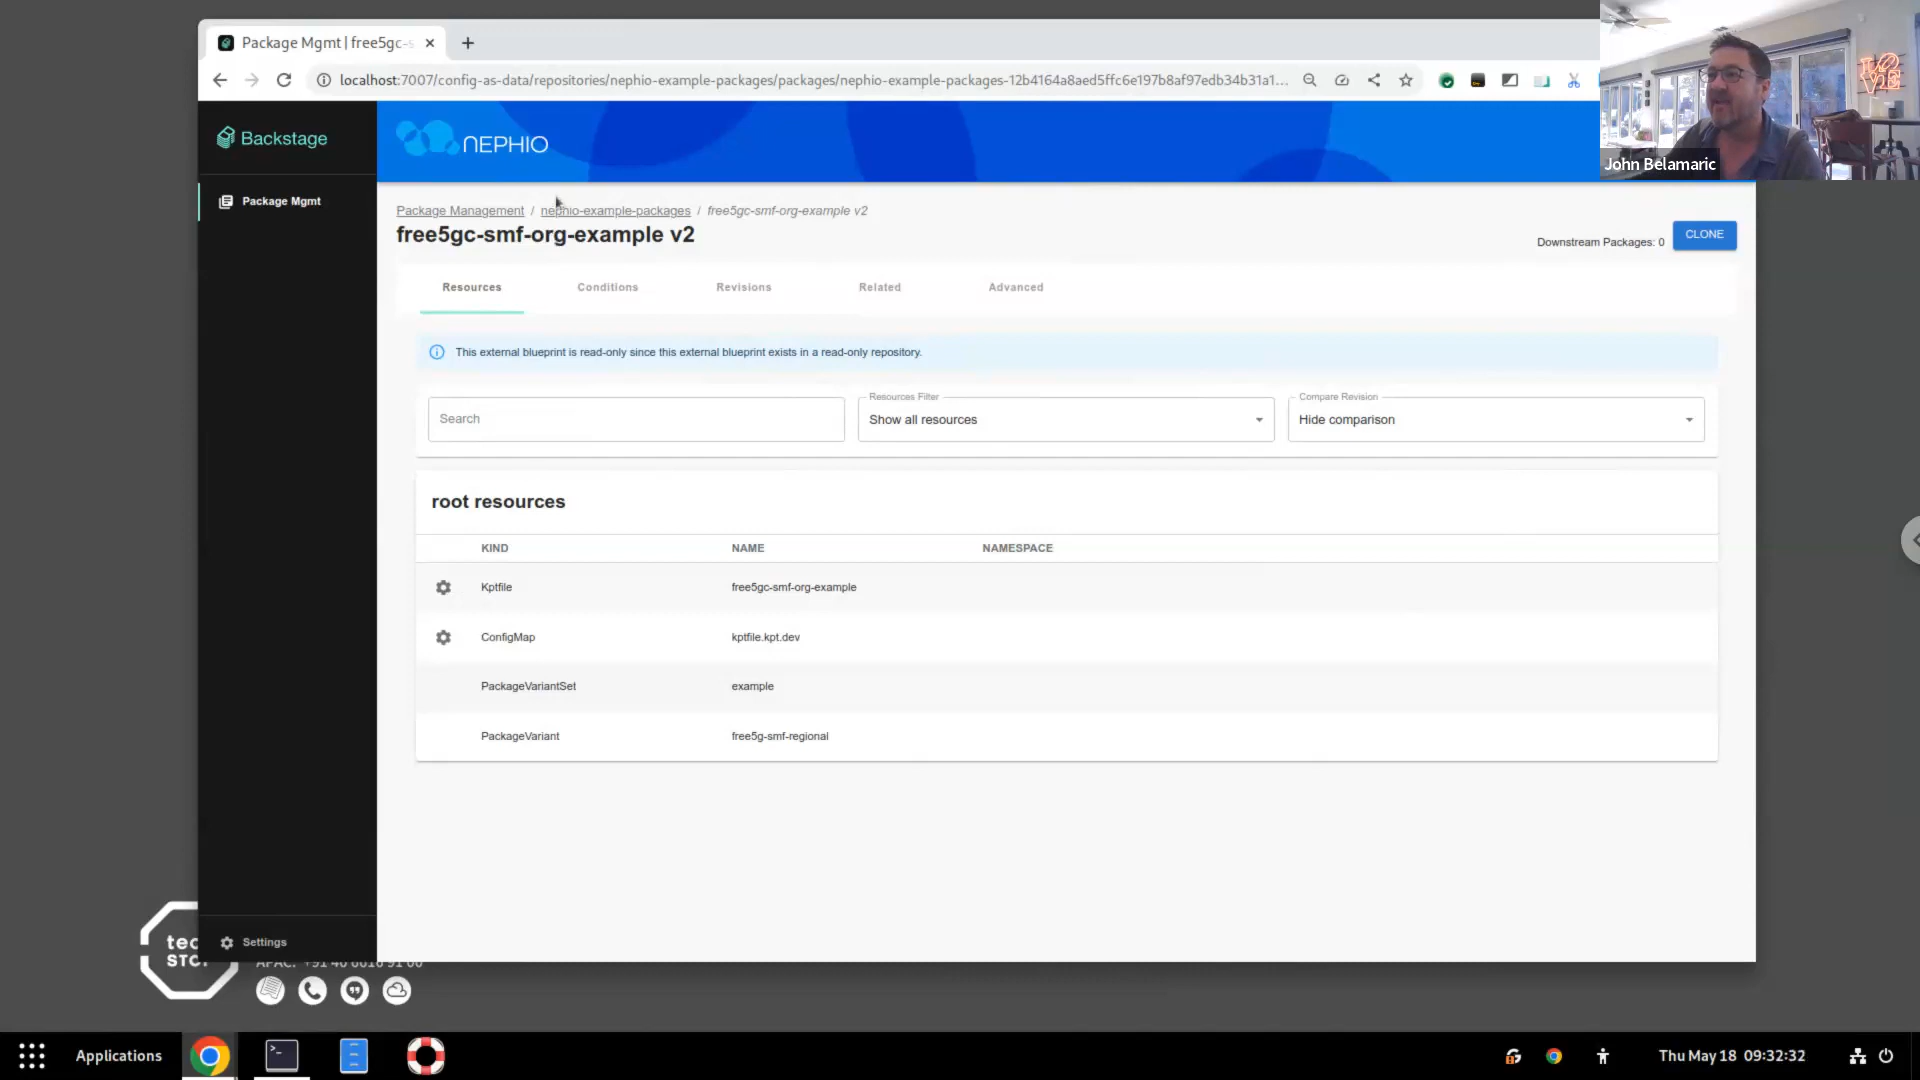 Package Mgmt | free5gc-s
localhost:7007/config-as-data/repositories/nephio-example-packages/packages/nephio-example-packages-12b4164a8aed5ffc6e197b8af97edb34b31a1...
John Belamaric
Backstage
NEPHIO
Package Mgmt
Package Management / nephio-example-packages / free5gc-smf-org-example v2
free5gc-smf-org-example v2
Downstream Packages: 0
CLONE
Resources
Conditions
Revisions
Related
Advanced
This external blueprint is read-only since this external blueprint exists in a read-only repository.
Search
Resources Filter
Show all resources
Compare Revision
Hide comparison
root resources
KIND NAME NAMESPACE
Kptfile free5gc-smf-org-example
ConfigMap kptfile.kpt.dev
PackageVariantSet example
PackageVariant free5g-smf-regional
Settings
tec
STO
Applications
Thu May 18 09:32:32